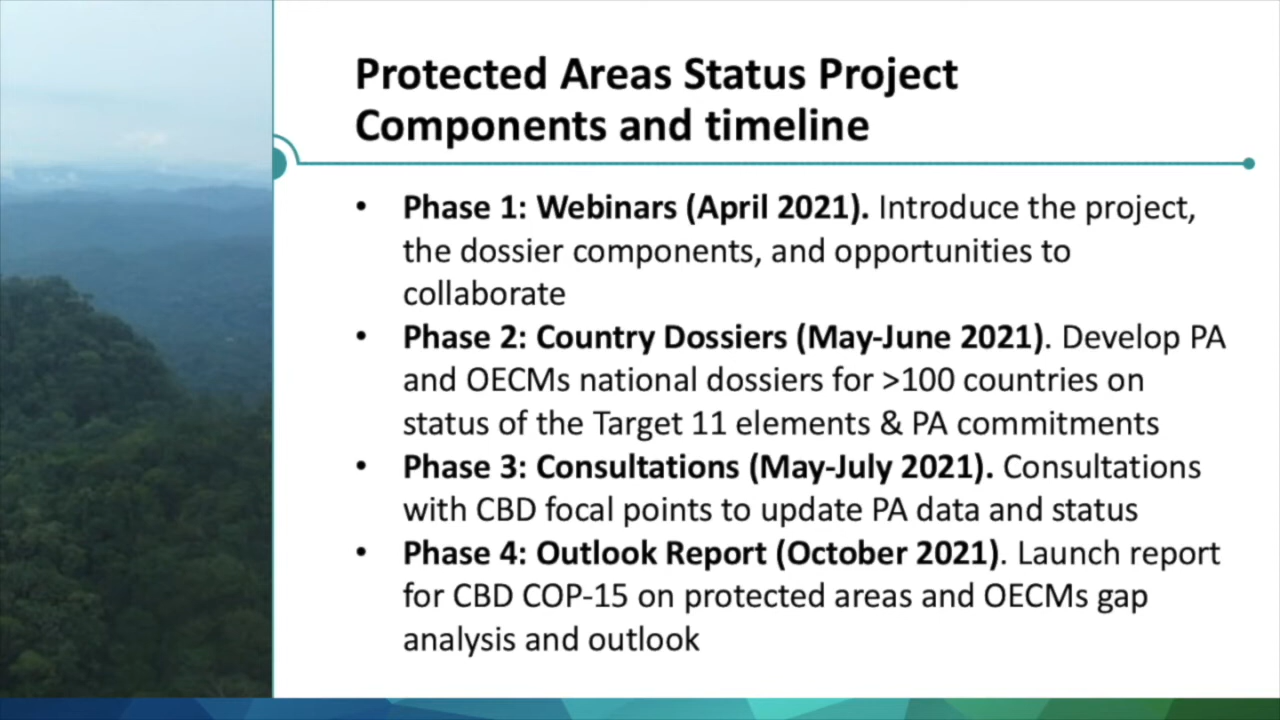 Protected Areas Status Project
Components and timeline
• Phase 1: Webinars (April 2021). Introduce the project,
the dossier components, and opportunities to
collaborate
• Phase 2: Country Dossiers (May-June 2021). Develop PA
and OECMs national dossiers for >100 countries on
status of the Target 11 elements & PA commitments
• Phase 3: Consultations (May-July 2021). Consultations
with CBD focal points to update PA data and status
• Phase 4: Outlook Report (October 2021). Launch report
for CBD COP-15 on protected areas and OECMs gap
analysis and outlook